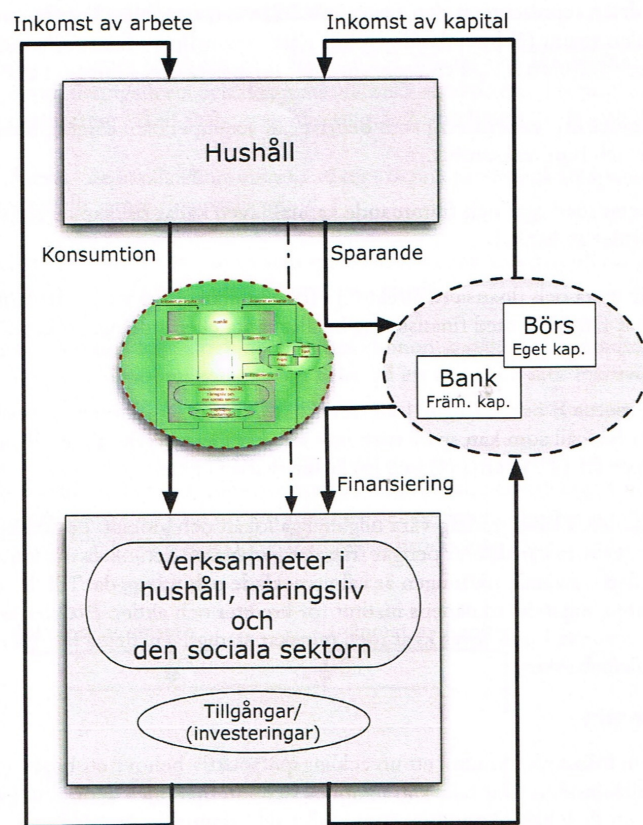 Inkomst av arbete
Inkomst av kapital
Hushåll
Konsumtion
Sparande
Börs
Eget kap.
Bank
Främ. kap.
Finansiering
Verksamheter i
hushåll, näringsliv
och
den sociala sektorn
Tillgångar/
(investeringar)